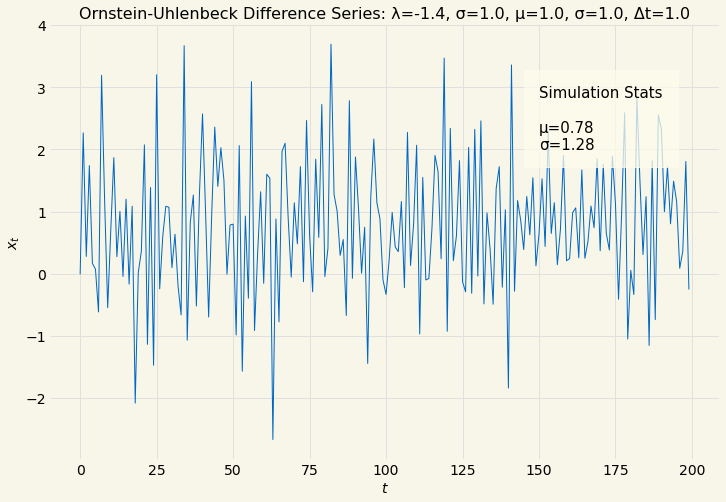 Ornstein-Uhlenbeck Difference Series: λ=-1.4, σ=1.0, μ=1.0, σ=1.0, Δt=1.0
4
3
2
1
0
−1
−2
x_t
Simulation Stats
μ=0.78
σ=1.28
0 25 50 75 100 125 150 175 200
t